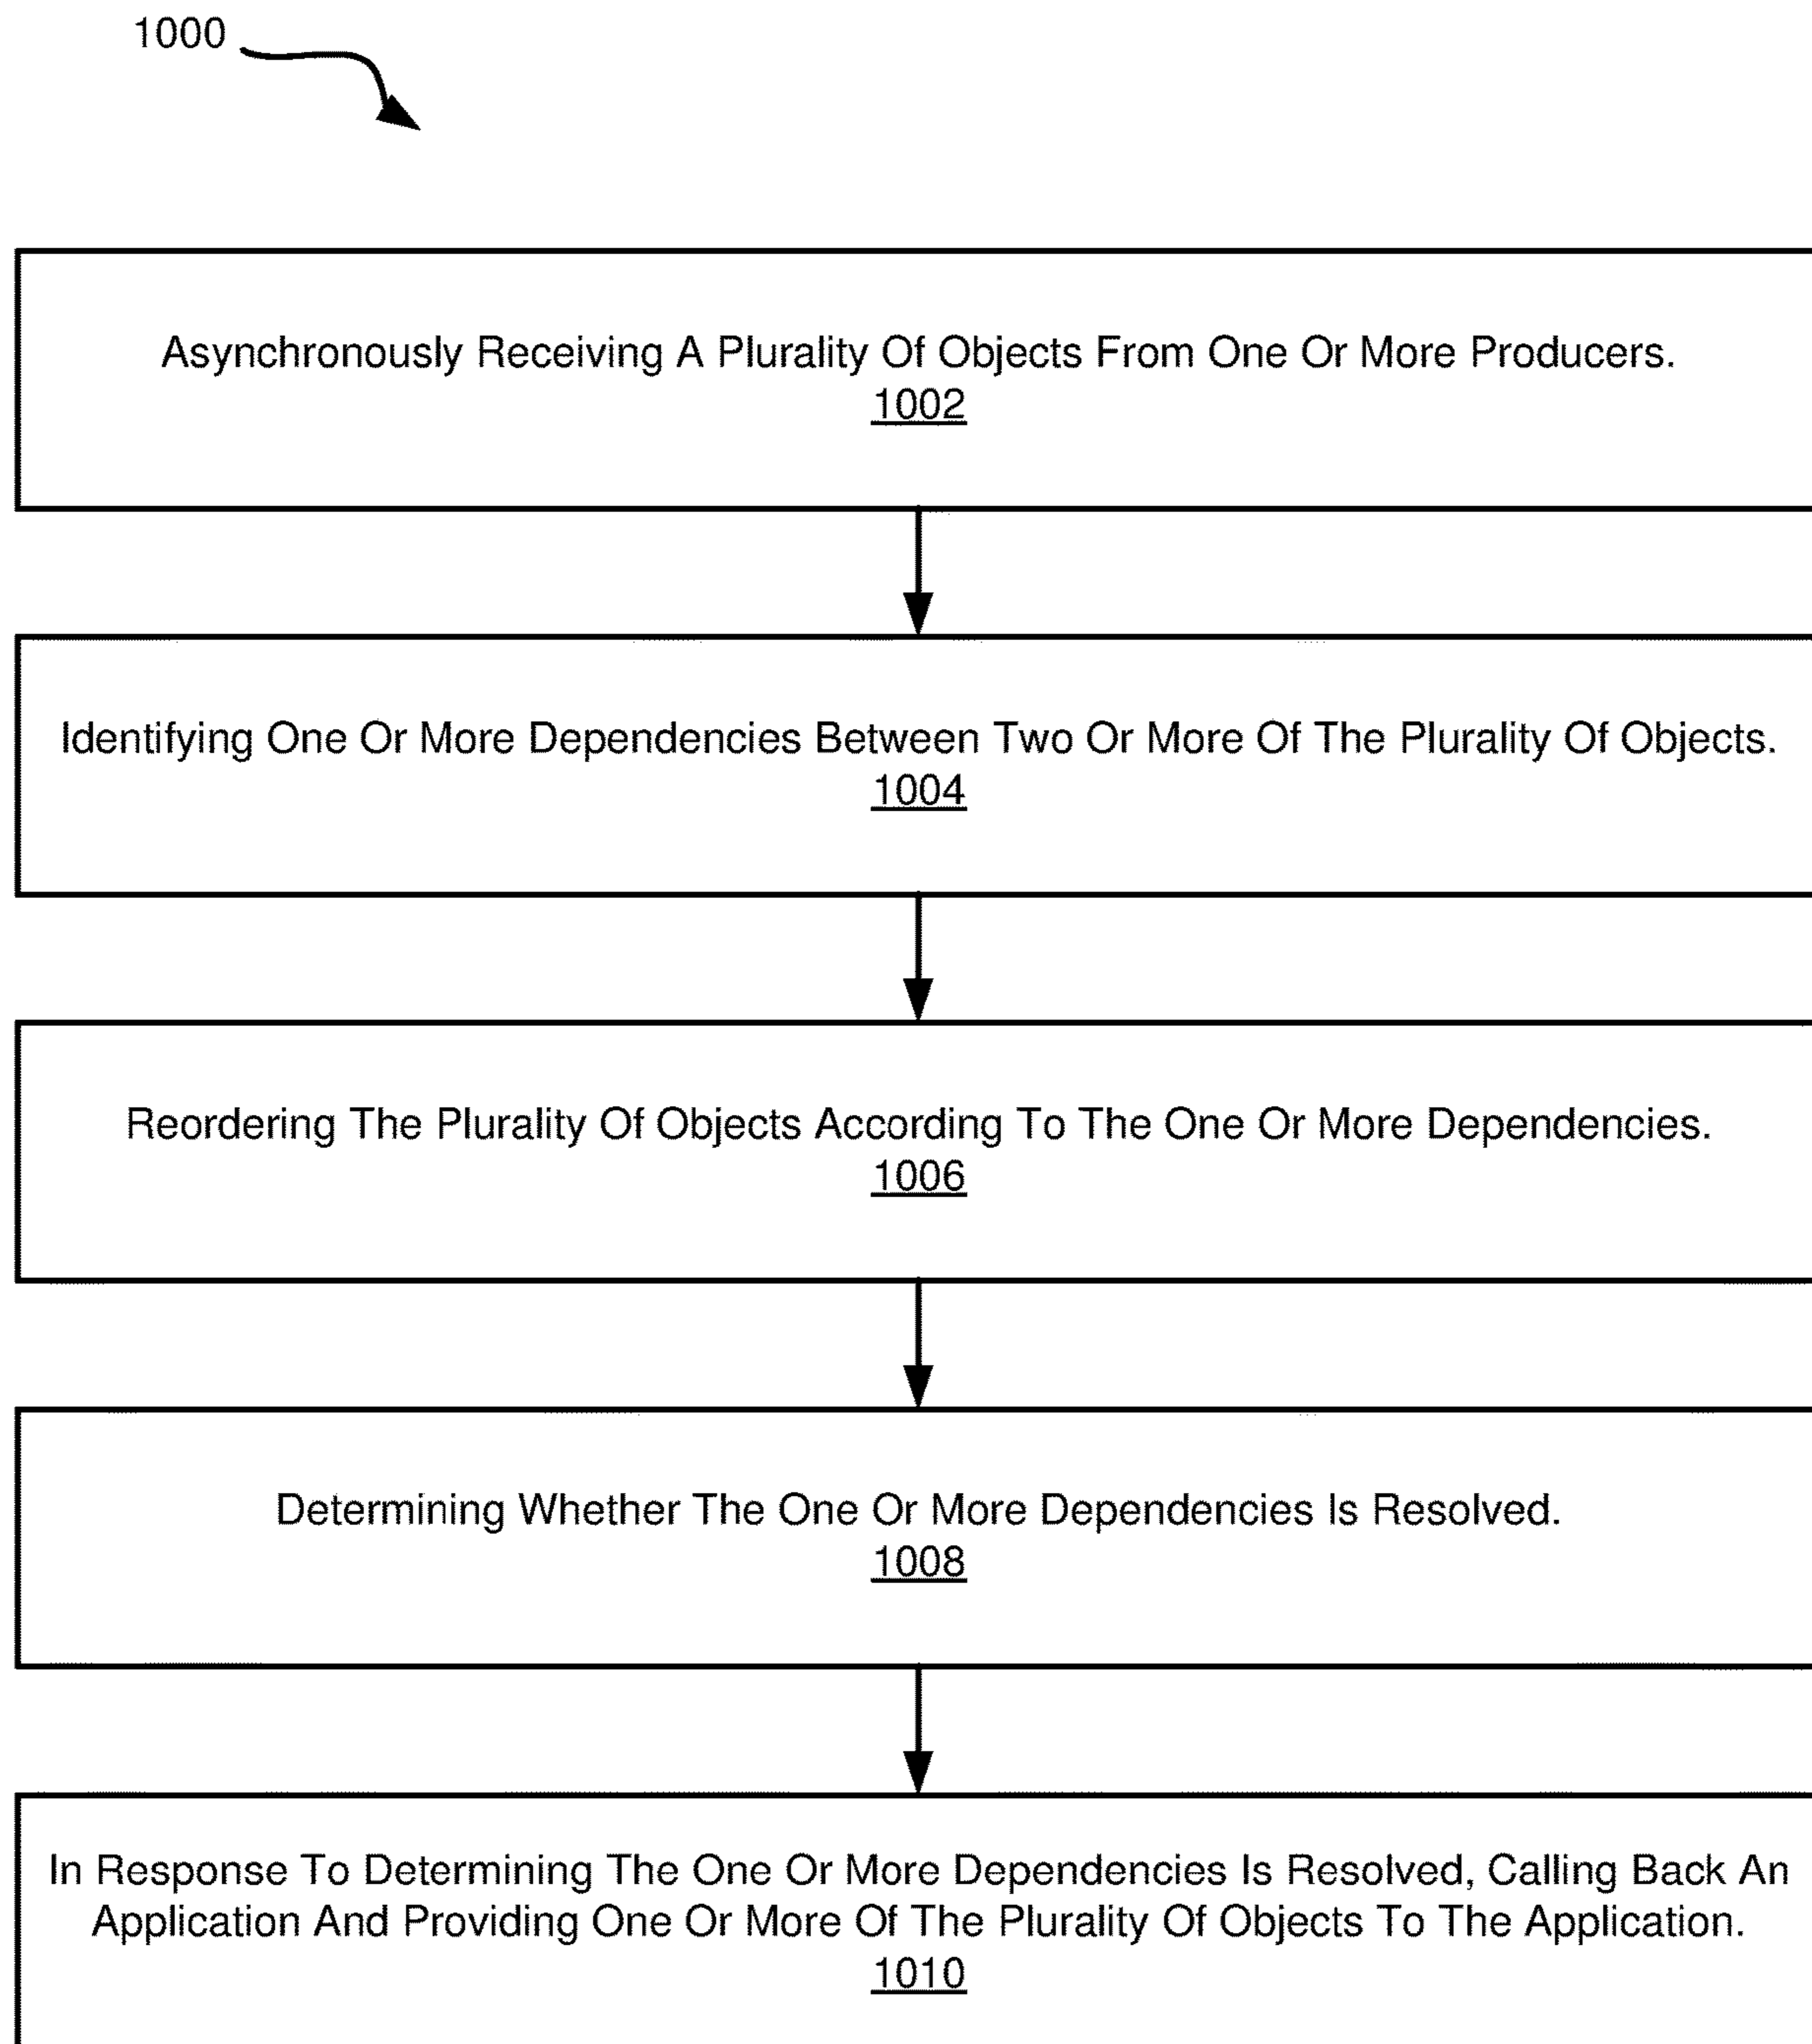 1000
Asynchronously Receiving A Plurality Of Objects From One Or More Producers.
1002
Identifying One Or More Dependencies Between Two Or More Of The Plurality Of Objects.
1004
Reordering The Plurality Of Objects According To The One Or More Dependencies.
1006
Determining Whether The One Or More Dependencies Is Resolved.
1008
In Response To Determining The One Or More Dependencies Is Resolved, Calling Back An
Application And Providing One Or More Of The Plurality Of Objects To The Application.
1010